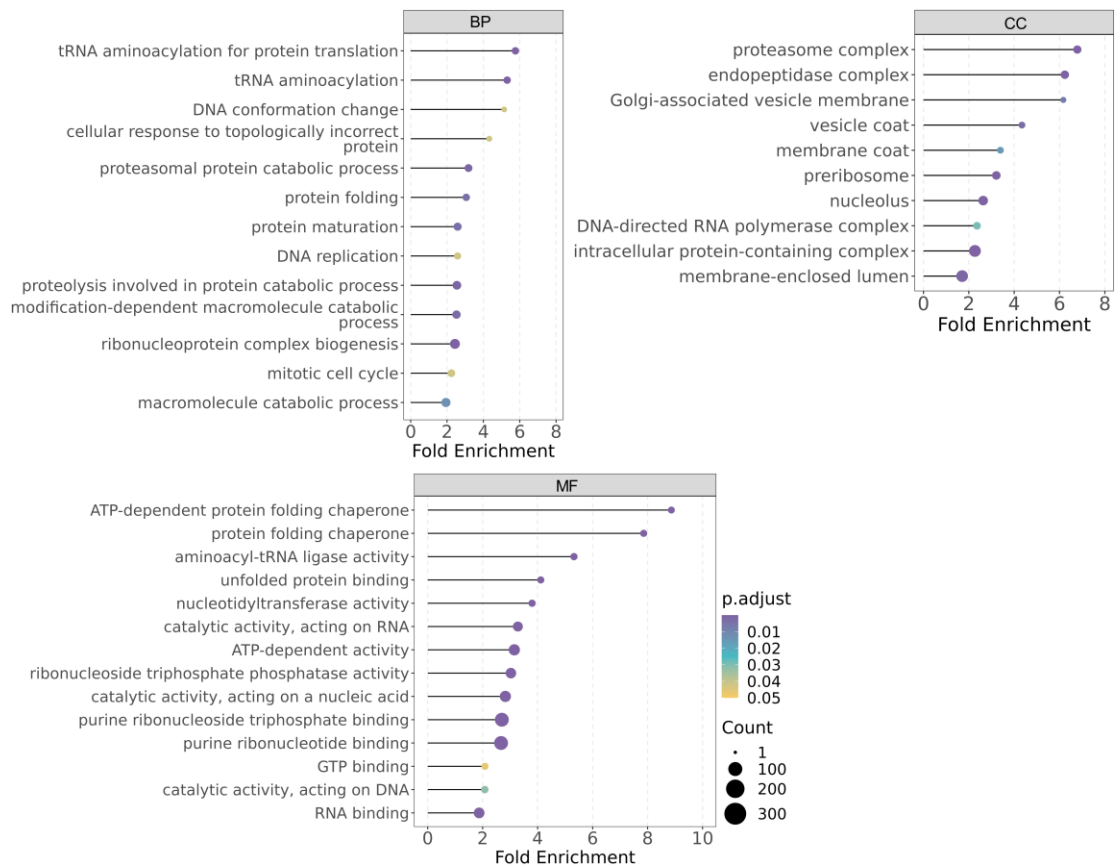 BP
tRNA aminoacylation for protein translation
tRNA aminoacylation
DNA conformation change
cellular response to topologically incorrect
protein
proteasomal protein catabolic process
protein folding
protein maturation
DNA replication
proteolysis involved in protein catabolic process
modification-dependent macromolecule catabolic
process
ribonucleoprotein complex biogenesis
mitotic cell cycle
macromolecule catabolic process
0 2 4 6 8
Fold Enrichment
CC
proteasome complex
endopeptidase complex
Golgi-associated vesicle membrane
vesicle coat
membrane coat
preribosome
nucleolus
DNA-directed RNA polymerase complex
intracellular protein-containing complex
membrane-enclosed lumen
0 2 4 6 8
Fold Enrichment
MF
ATP-dependent protein folding chaperone
protein folding chaperone
aminoacyl-tRNA ligase activity
unfolded protein binding
nucleotidyltransferase activity
catalytic activity, acting on RNA
ATP-dependent activity
ribonucleoside triphosphate phosphatase activity
catalytic activity, acting on a nucleic acid
purine ribonucleoside triphosphate binding
purine ribonucleotide binding
GTP binding
catalytic activity, acting on DNA
RNA binding
0 2 4 6 8 10
Fold Enrichment
p.adjust
0.01
0.02
0.03
0.04
0.05
Count
1
100
200
300